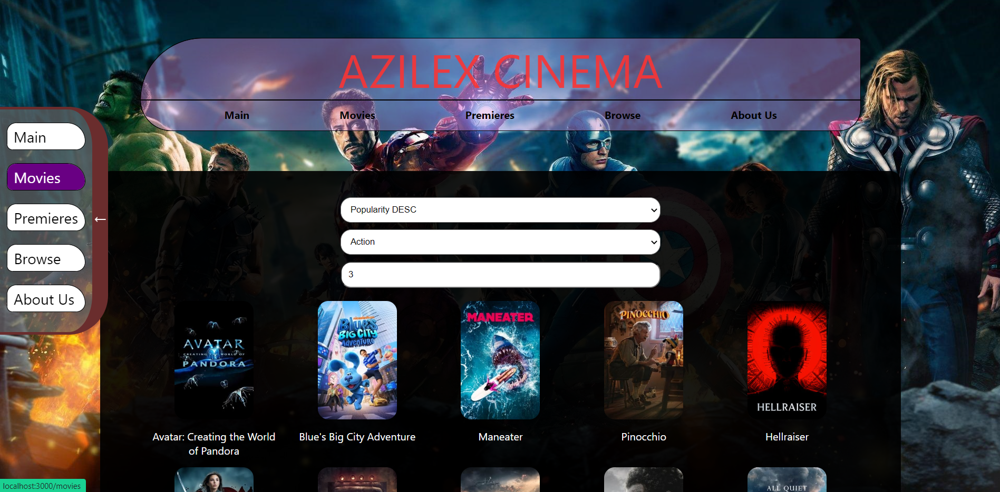 AZILEX CINEMA
Main
Movies
Premieres
Browse
About Us
Main
Movies
Premieres
←
Browse
About Us
Popularity DESC
Action
3
AVATAR
CREATING THE WORLD OF
PANDORA
nickelodeon
Blue's
BIG CITY
Adventure
MANEATER
PINOCCHIO
HELLRAISER
Avatar: Creating the World
of Pandora
Blue's Big City Adventure
Maneater
Pinocchio
Hellraiser
ALL QUIET
localhost:3000/movies